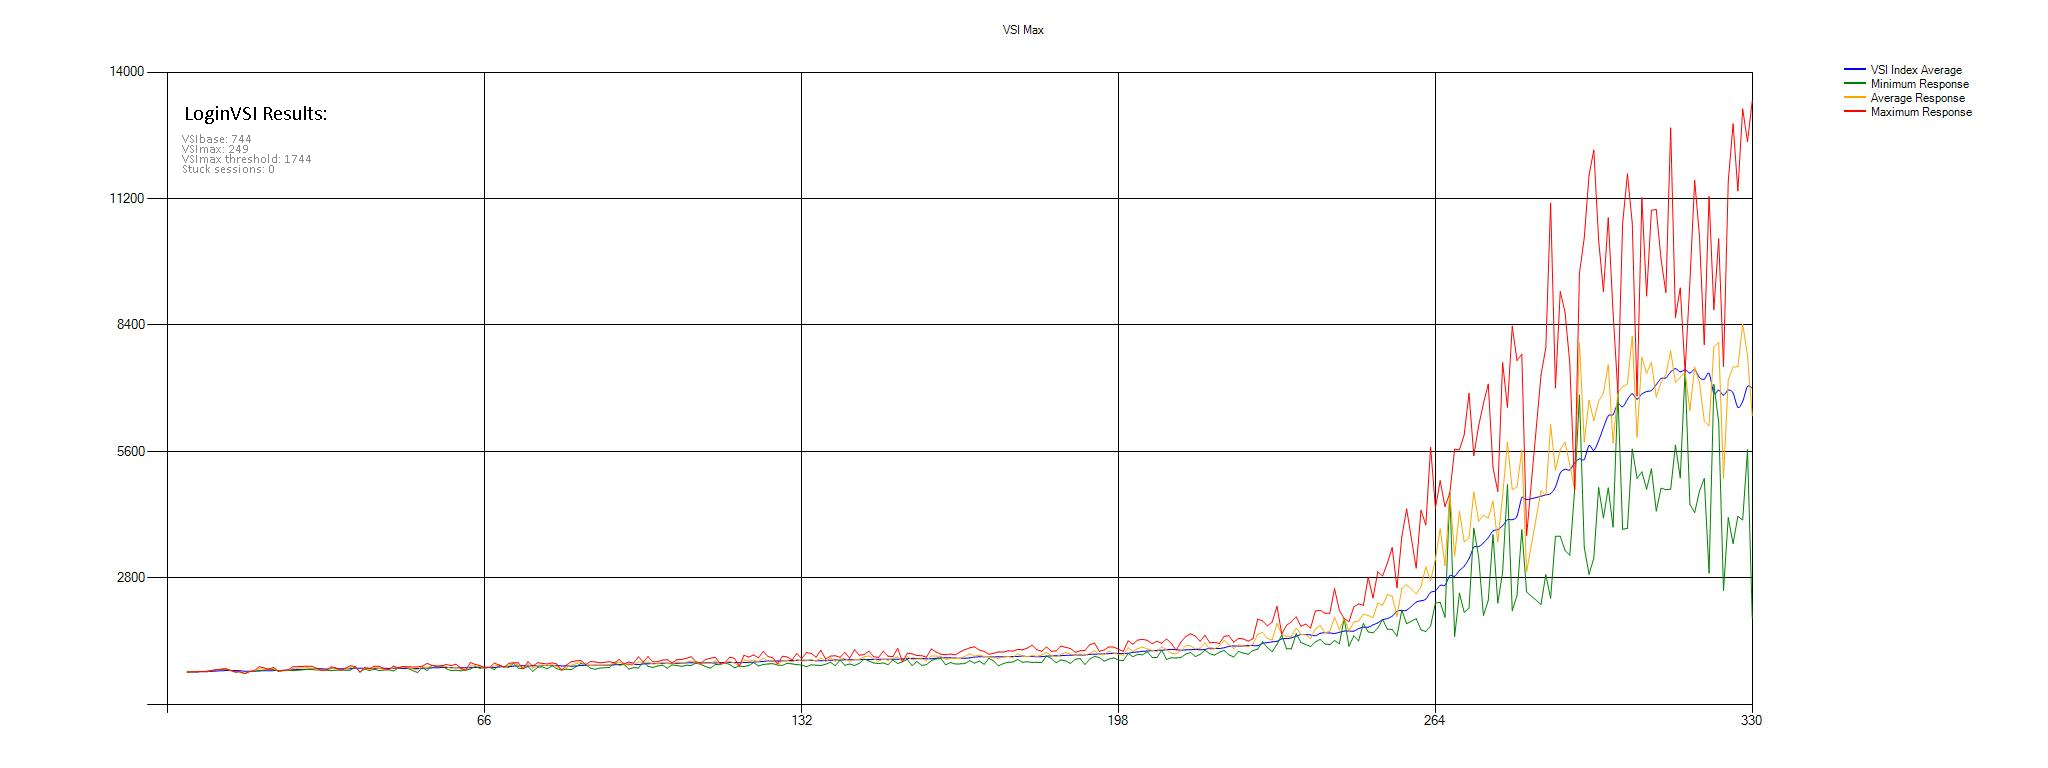 VSI Max
14000
11200
8400
5600
2800
LoginVSI Results:
VSIbase: 744
VSImax: 249
VSImax threshold: 1744
Stuck sessions: 0
66
132
198
264
330
VSI Index Average
Minimum Response
Average Response
Maximum Response